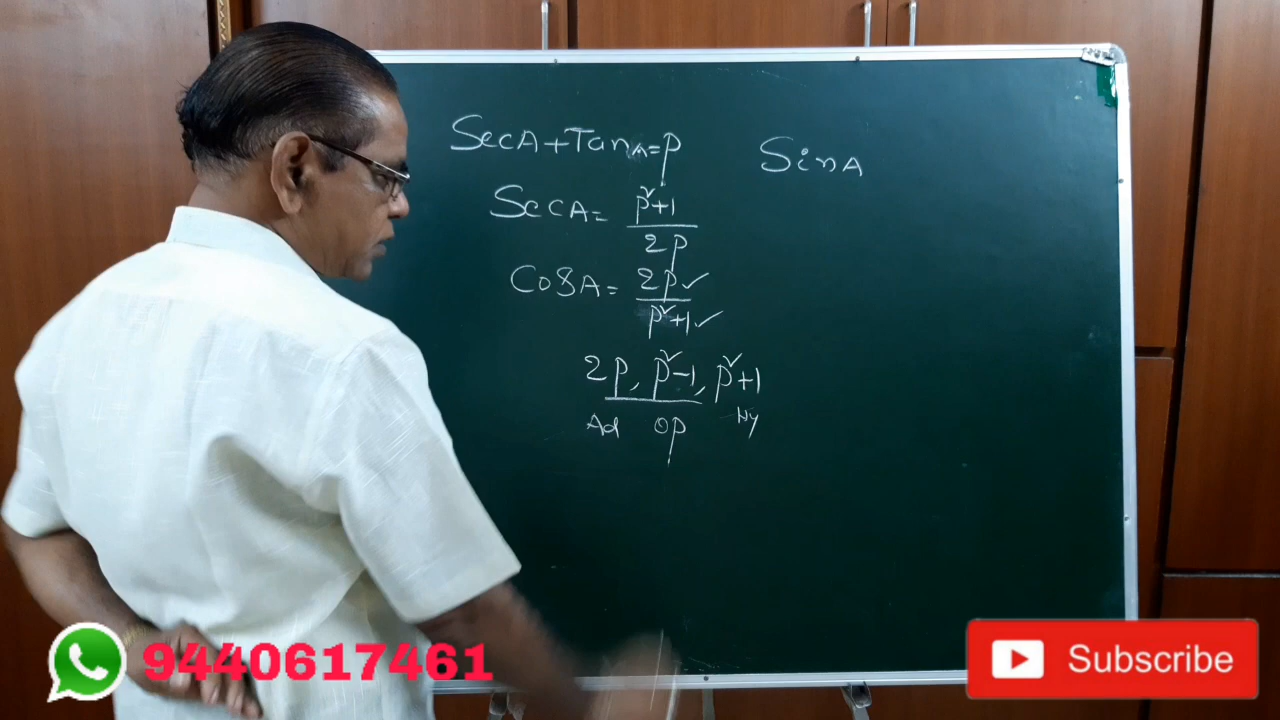 SecA+TanA=p
SinA
SecA= p²+1
2p
CosA= 2p✓
p²+1✓
2p, p²-1, p²+1
Ad Op Hy
9440617461
Subscribe